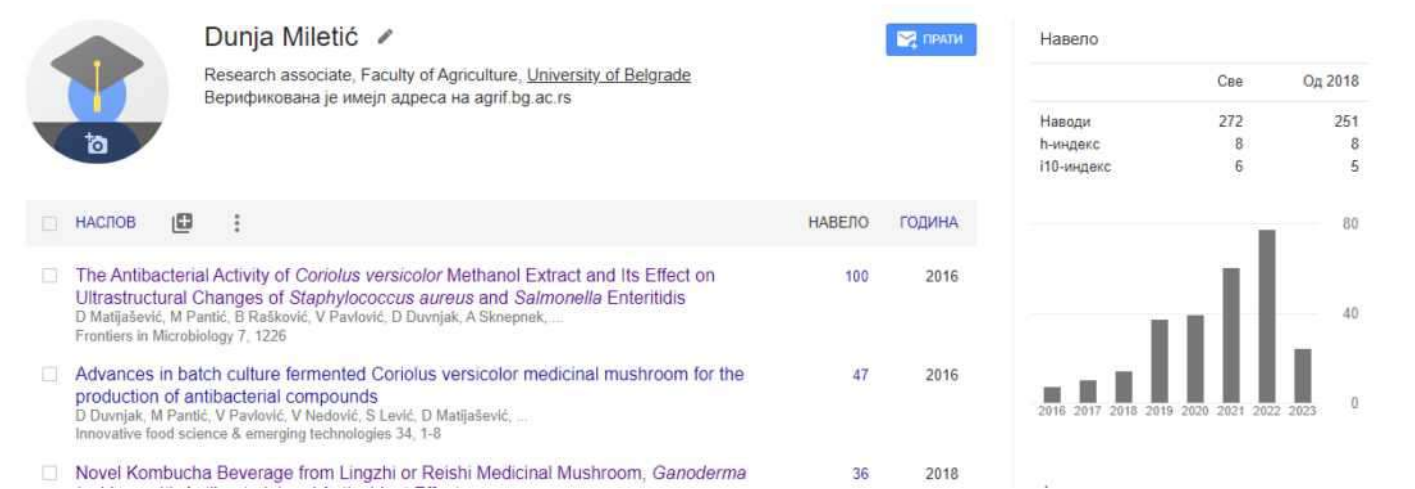 Dunja Miletić
ПРАТИ
Research associate, Faculty of Agriculture, University of Belgrade
Верификована је имејл адреса на agrif.bg.ac.rs
НАСЛОВ НАВЕЛО ГОДИНА
The Antibacterial Activity of Coriolus versicolor Methanol Extract and Its Effect on 100 2016
Ultrastructural Changes of Staphylococcus aureus and Salmonella Enteritidis
D Matijašević, M Pantić, B Rašković, V Pavlović, D Duvnjak, A Sknepnek, ...
Frontiers in Microbiology 7, 1226
Advances in batch culture fermented Coriolus versicolor medicinal mushroom for the 47 2016
production of antibacterial compounds
D Duvnjak, M Pantić, V Pavlović, V Nedović, S Lević, D Matijašević, ...
Innovative food science & emerging technologies 34, 1-8
Novel Kombucha Beverage from Lingzhi or Reishi Medicinal Mushroom, Ganoderma 36 2018
Навело
Све Од 2018
Наводи 272 251
h-индекс 8 8
i10-индекс 6 5
80
40
0
2016 2017 2018 2019 2020 2021 2022 2023